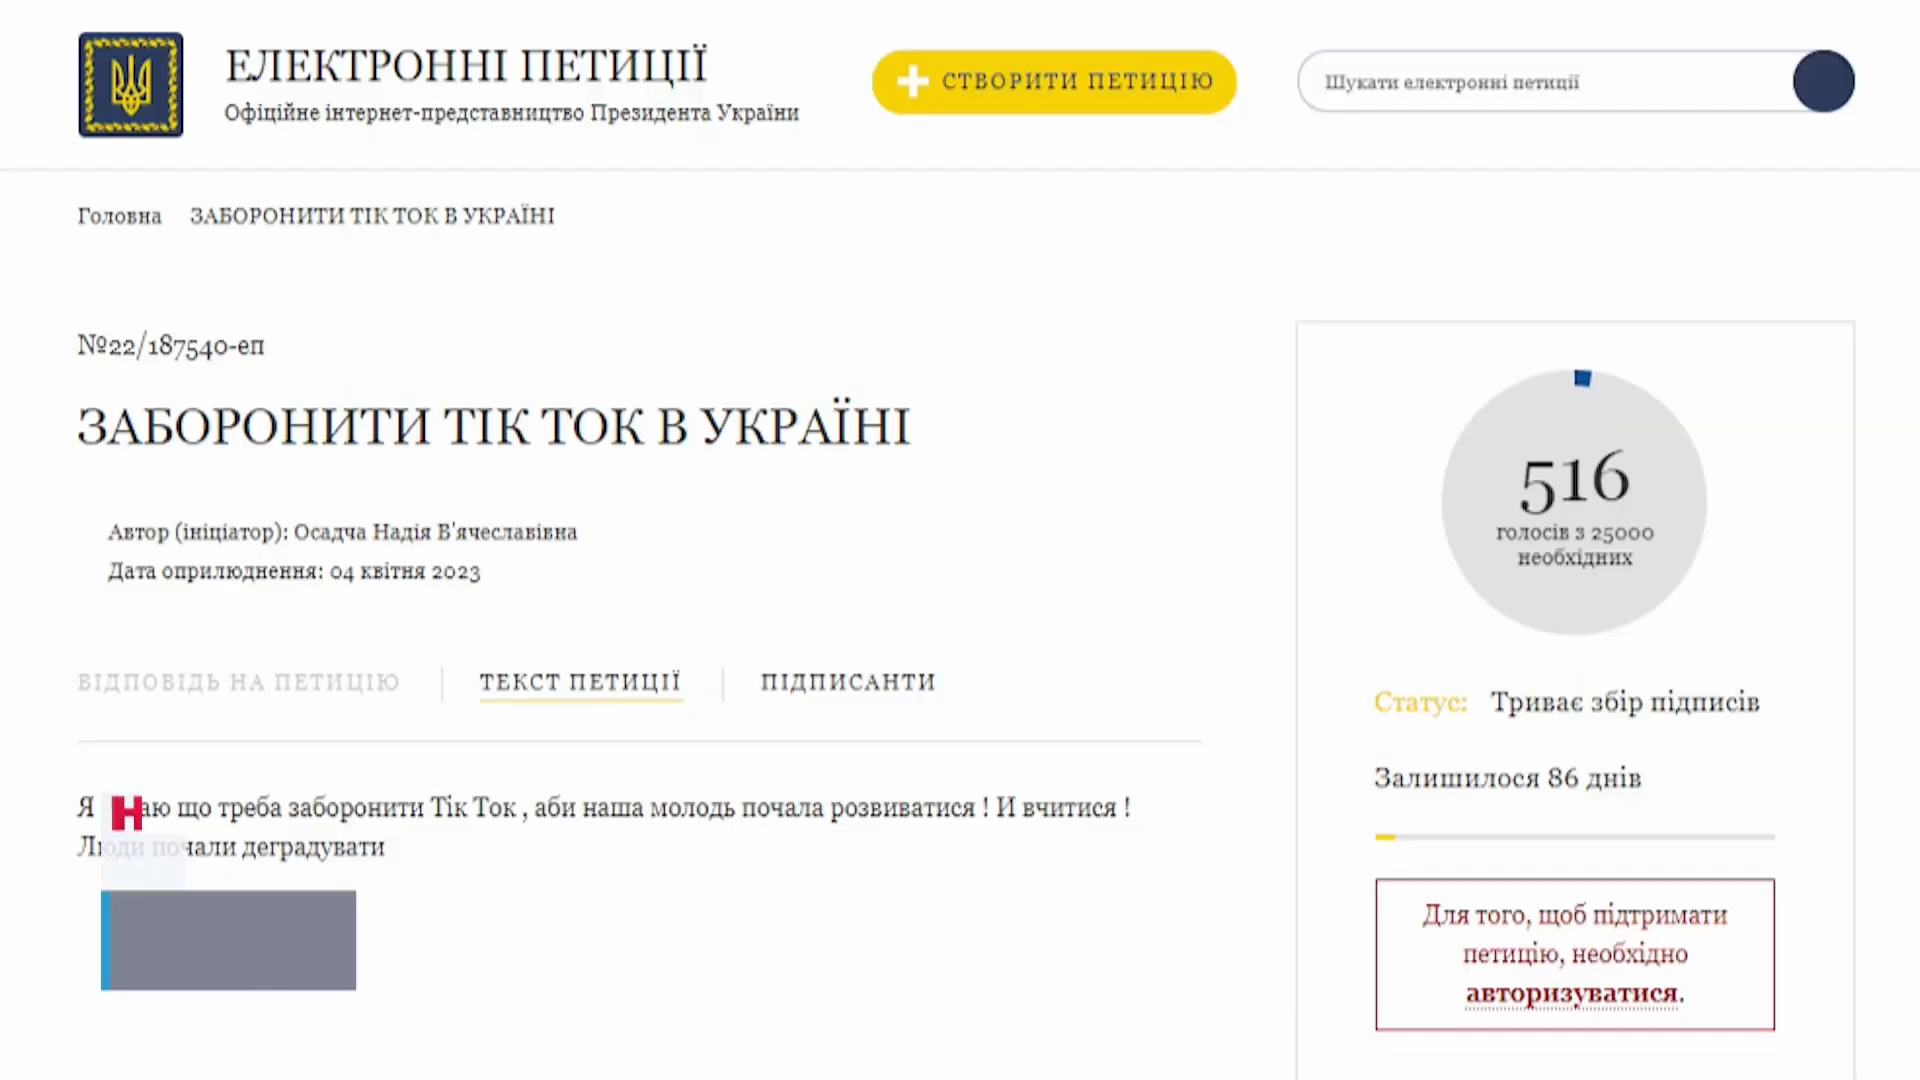 ЕЛЕКТРОННІ ПЕТИЦІЇ
Офіційне інтернет-представництво Президента України
СТВОРИТИ ПЕТИЦІЮ
Шукати електронні петиції
Головна ЗАБОРОНИТИ ТІК ТОК В УКРАЇНІ
№22/187540-еп
ЗАБОРОНИТИ ТІК ТОК В УКРАЇНІ
Автор (ініціатор): Осадча Надія В'ячеславівна
Дата оприлюднення: 04 квітня 2023
ВІДПОВІДЬ НА ПЕТИЦІЮ
ТЕКСТ ПЕТИЦІЇ
ПІДПИСАНТИ
Я що треба заборонити Тік Ток , аби наша молодь почала розвиватися ! И вчитися !
Люди почали деградувати
Н
516
голосів з 25000
необхідних
Статус: Триває збір підписів
Залишилося 86 днів
Для того, щоб підтримати
петицію, необхідно
авторизуватися.